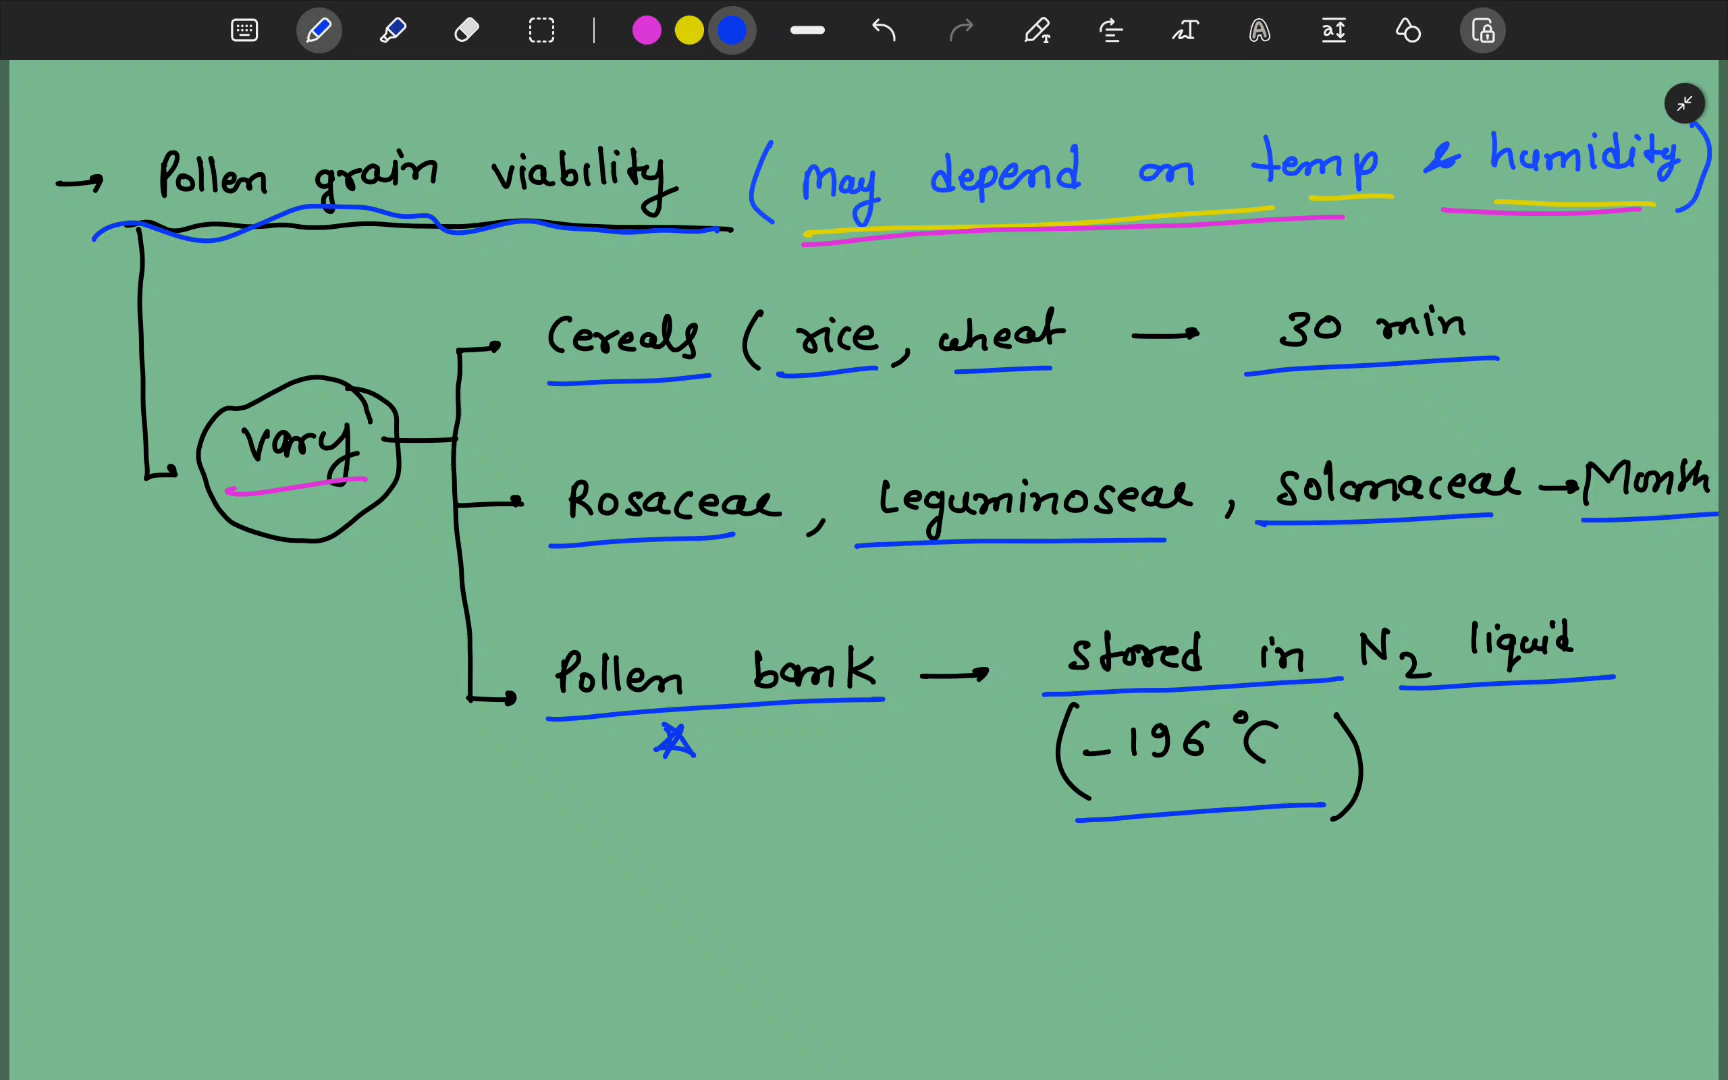 → Pollen grain viability (May depend on temp & humidity)
Cereals (rice, wheat → 30 min
vary
Rosaceae, Leguminoseae, Solanaceae → Month
Pollen bank → stored in N2 liquid
(-196°C)